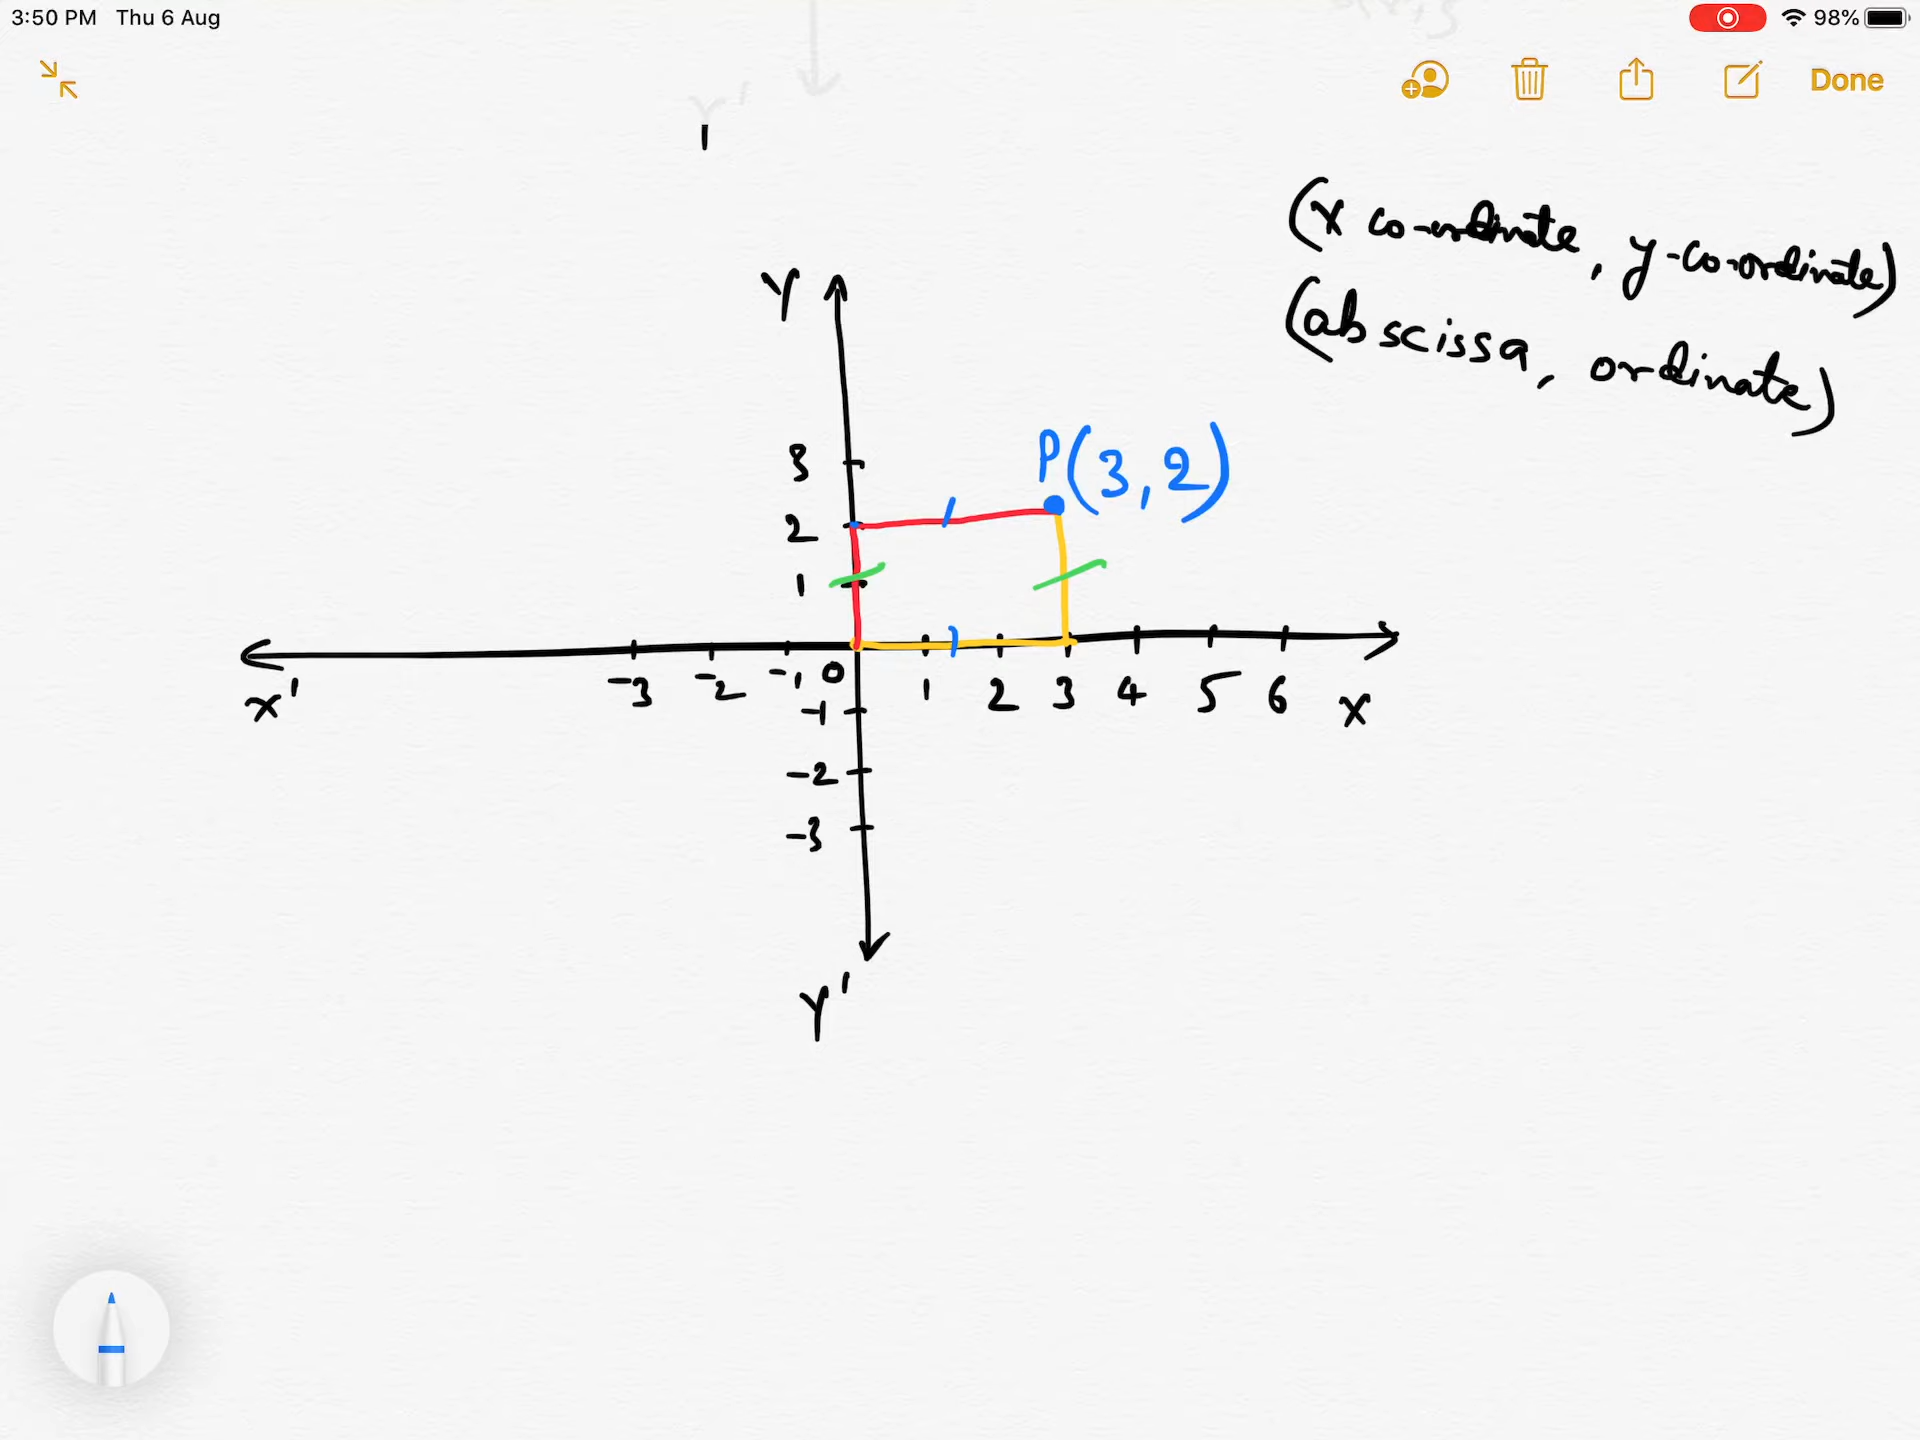 3:50 PM Thu 6 Aug
98%
Done
Y'
(x co-ordinate, y-co-ordinate)
(abscissa, ordinate)
Y
P(3,2)
3
2
1
x'
-3 -2 -1 0 1 2 3 4 5 6 x
-1
-2
-3
Y'